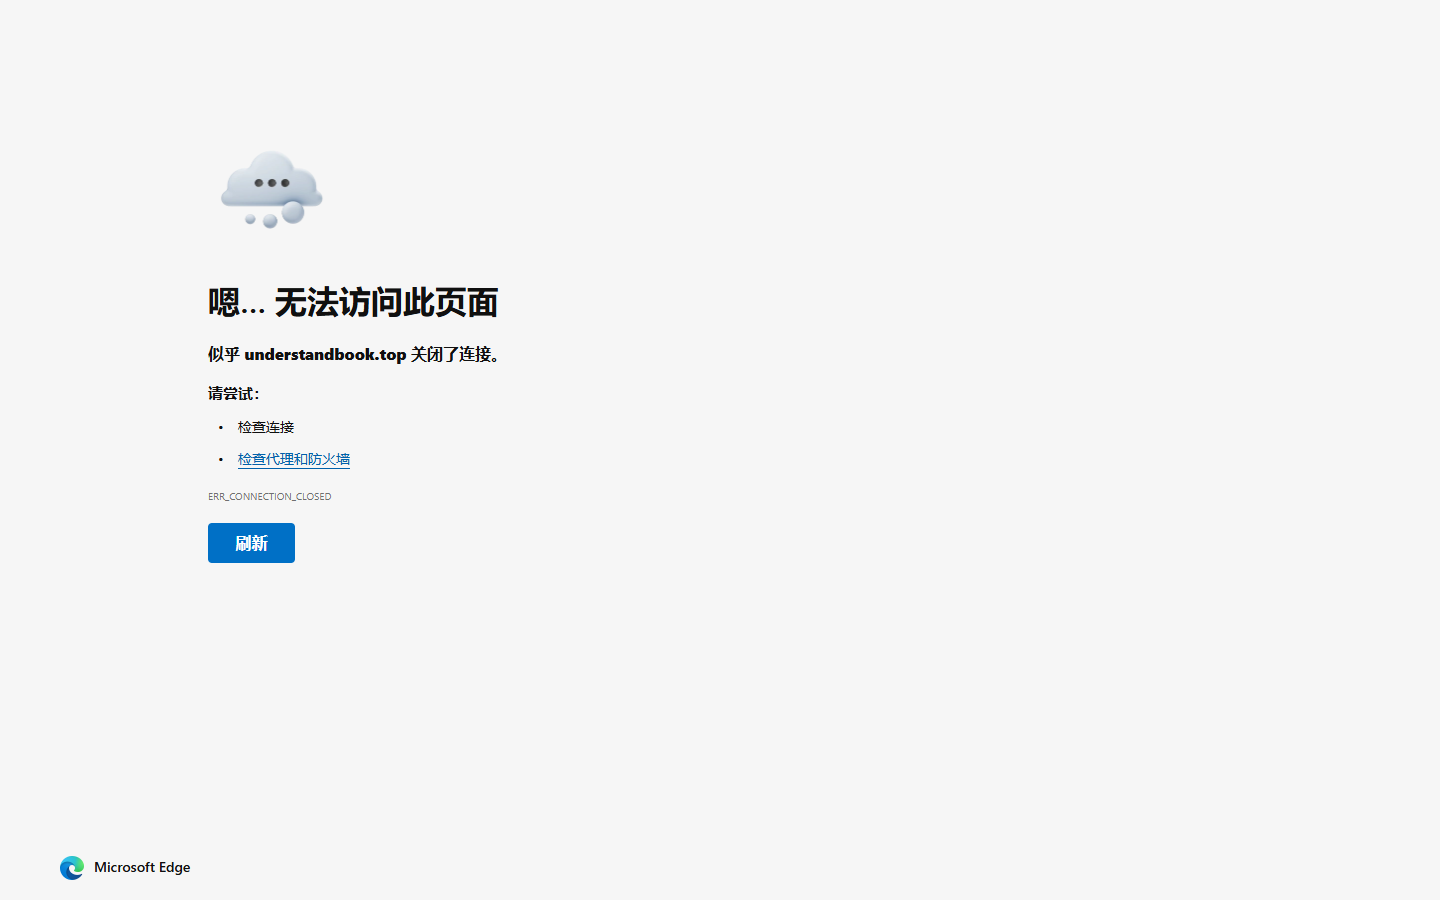 嗯… 无法访问此页面
似乎 understandbook.top 关闭了连接。
请尝试：
• 检查连接
• 检查代理和防火墙
ERR_CONNECTION_CLOSED
刷新
Microsoft Edge